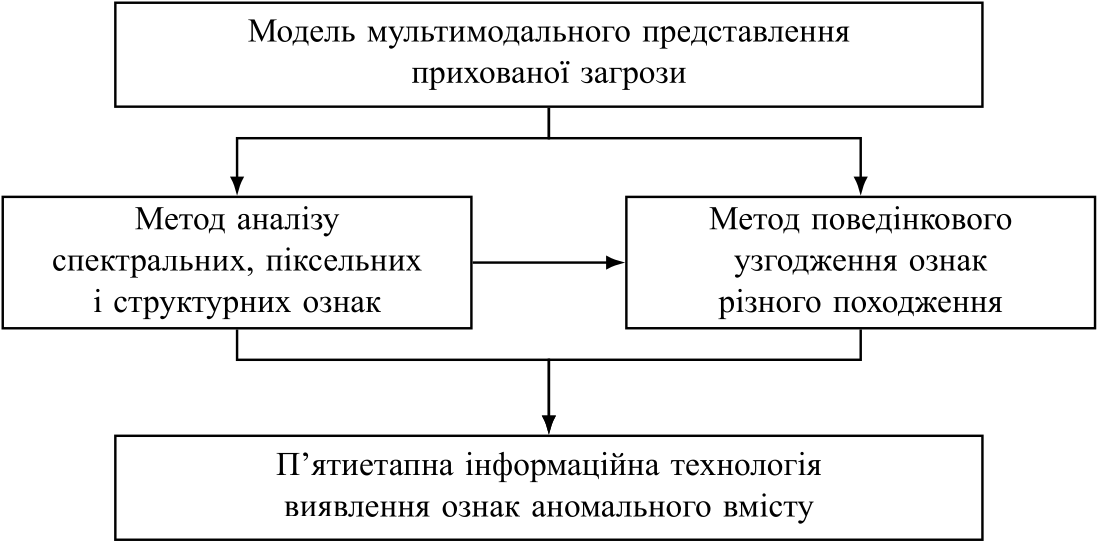 Модель мультимодального представлення
прихованої загрози
Метод аналізу
спектральних, піксельних
і структурних ознак
Метод поведінкового
узгодження ознак
різного походження
П’ятиетапна інформаційна технологія
виявлення ознак аномального вмісту